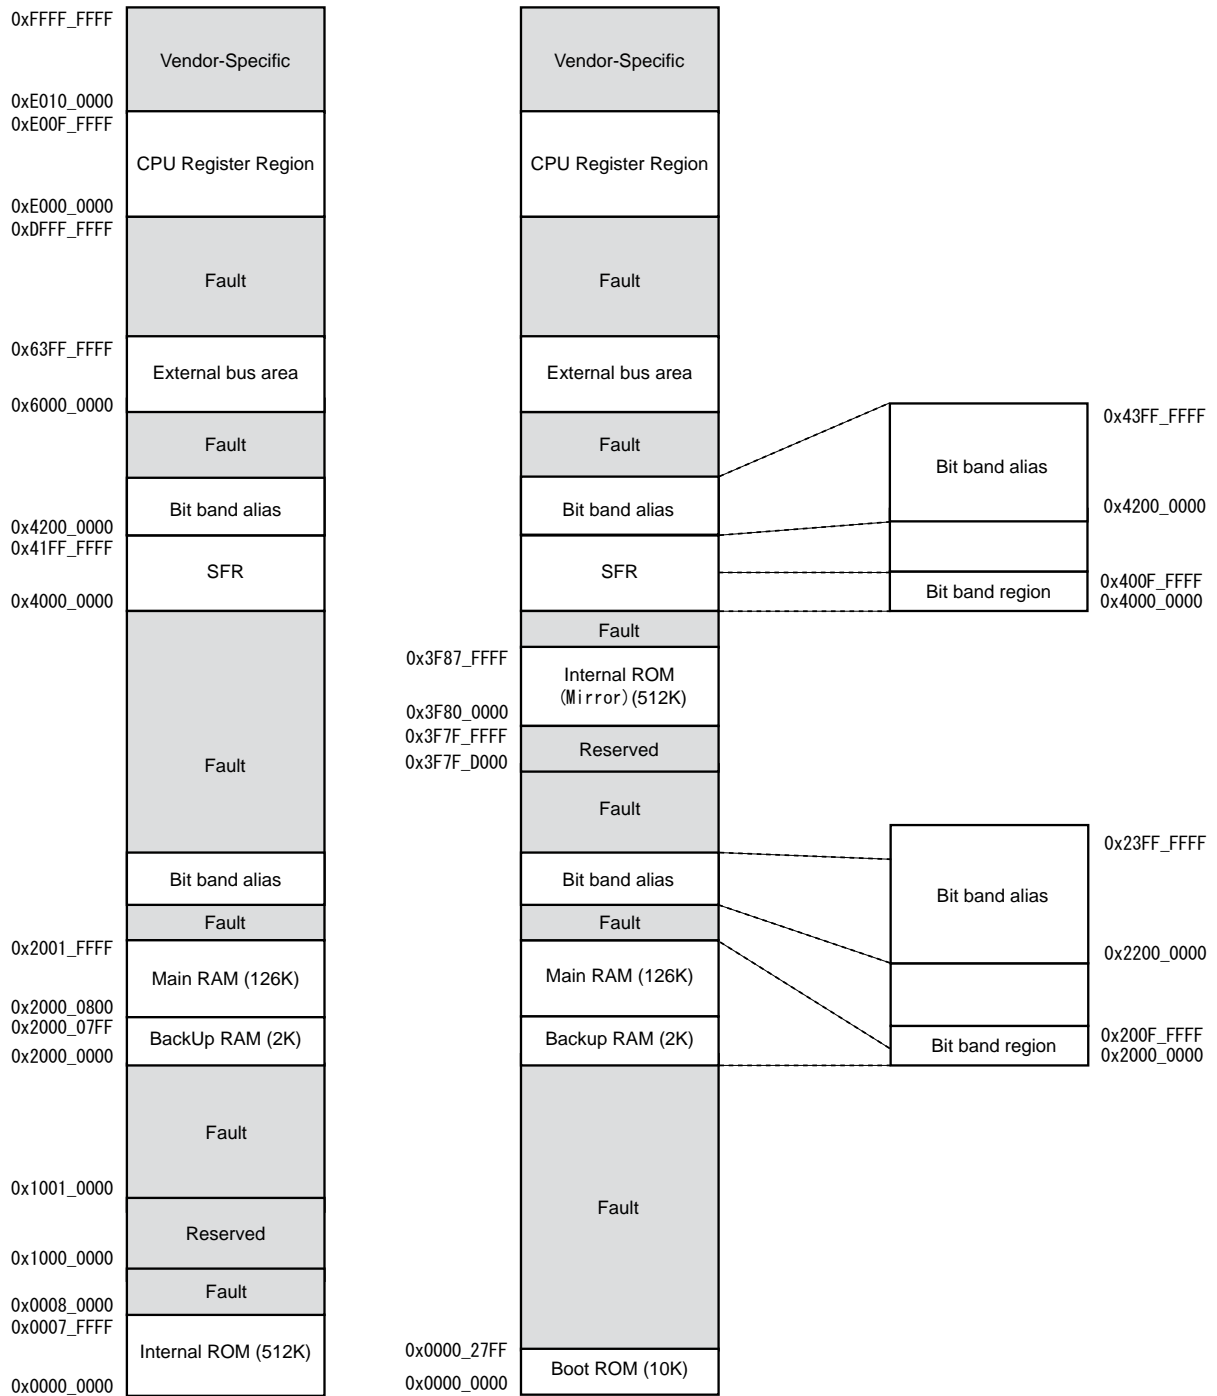 0xFFFF_FFFF
Vendor-Specific
0xE010_0000
0xE00F_FFFF
CPU Register Region
0xE000_0000
0xDFFF_FFFF
Fault
0x63FF_FFFF
External bus area
0x6000_0000
Fault
Bit band alias
0x4200_0000
0x41FF_FFFF
SFR
0x4000_0000
Fault
Bit band alias
Fault
0x2001_FFFF
Main RAM (126K)
0x2000_0800
0x2000_07FF
BackUp RAM (2K)
0x2000_0000
Fault
0x1001_0000
Reserved
0x1000_0000
Fault
0x0008_0000
0x0007_FFFF
Internal ROM (512K)
0x0000_0000
Vendor-Specific
CPU Register Region
Fault
External bus area
Fault
Bit band alias
SFR
Fault
0x3F87_FFFF
Internal ROM
(Mirror)(512K)
0x3F80_0000
0x3F7F_FFFF
Reserved
0x3F7F_D000
Fault
Bit band alias
Fault
Main RAM (126K)
Backup RAM (2K)
Fault
0x0000_27FF
Boot ROM (10K)
0x0000_0000
0x43FF_FFFF
Bit band alias
0x4200_0000
0x400F_FFFF
Bit band region
0x4000_0000
0x23FF_FFFF
Bit band alias
0x2200_0000
0x200F_FFFF
Bit band region
0x2000_0000